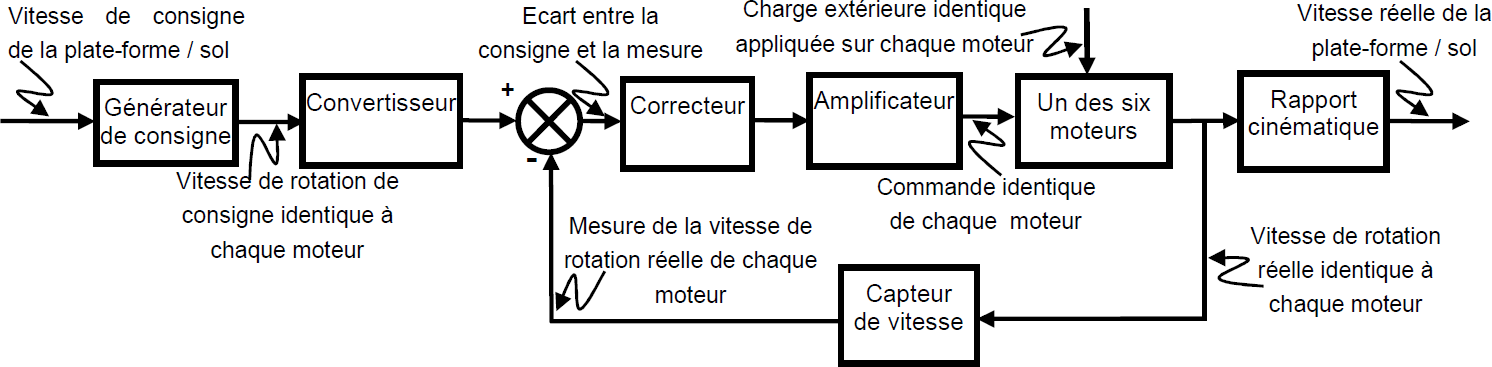 Vitesse de consigne
de la plate-forme / sol
Générateur
de consigne
Vitesse de rotation de
consigne identique à
chaque moteur
Convertisseur
+
-
Ecart entre la
consigne et la mesure
Correcteur
Amplificateur
Commande identique
de chaque moteur
Charge extérieure identique
appliquée sur chaque moteur
Un des six
moteurs
Rapport
cinématique
Vitesse réelle de la
plate-forme / sol
Mesure de la vitesse de
rotation réelle de chaque
moteur
Capteur
de vitesse
Vitesse de rotation
réelle identique à
chaque moteur